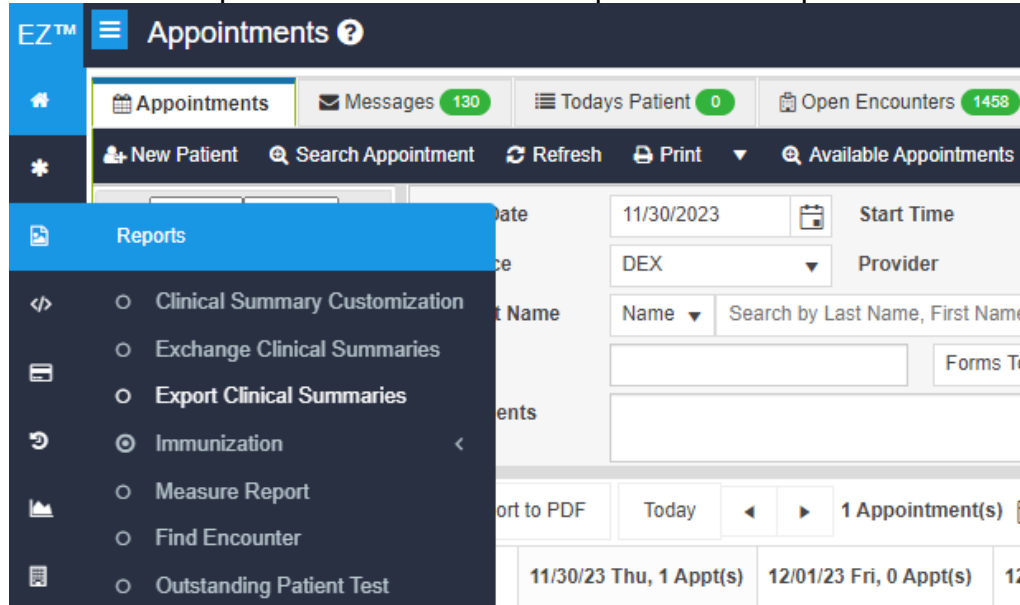 EZ™ Appointments
Appointments Messages 130 Todays Patient 0 Open Encounters 1458
New Patient Search Appointment Refresh Print Available Appointments
Reports
11/30/2023 Start Time
DEX Provider
Clinical Summary Customization
Name Name Search by Last Name, First Name
Exchange Clinical Summaries
Export Clinical Summaries
Immunization
Measure Report
to PDF Today 1 Appointment(s)
Find Encounter
Outstanding Patient Test
11/30/23 Thu, 1 Appt(s) 12/01/23 Fri, 0 Appt(s)